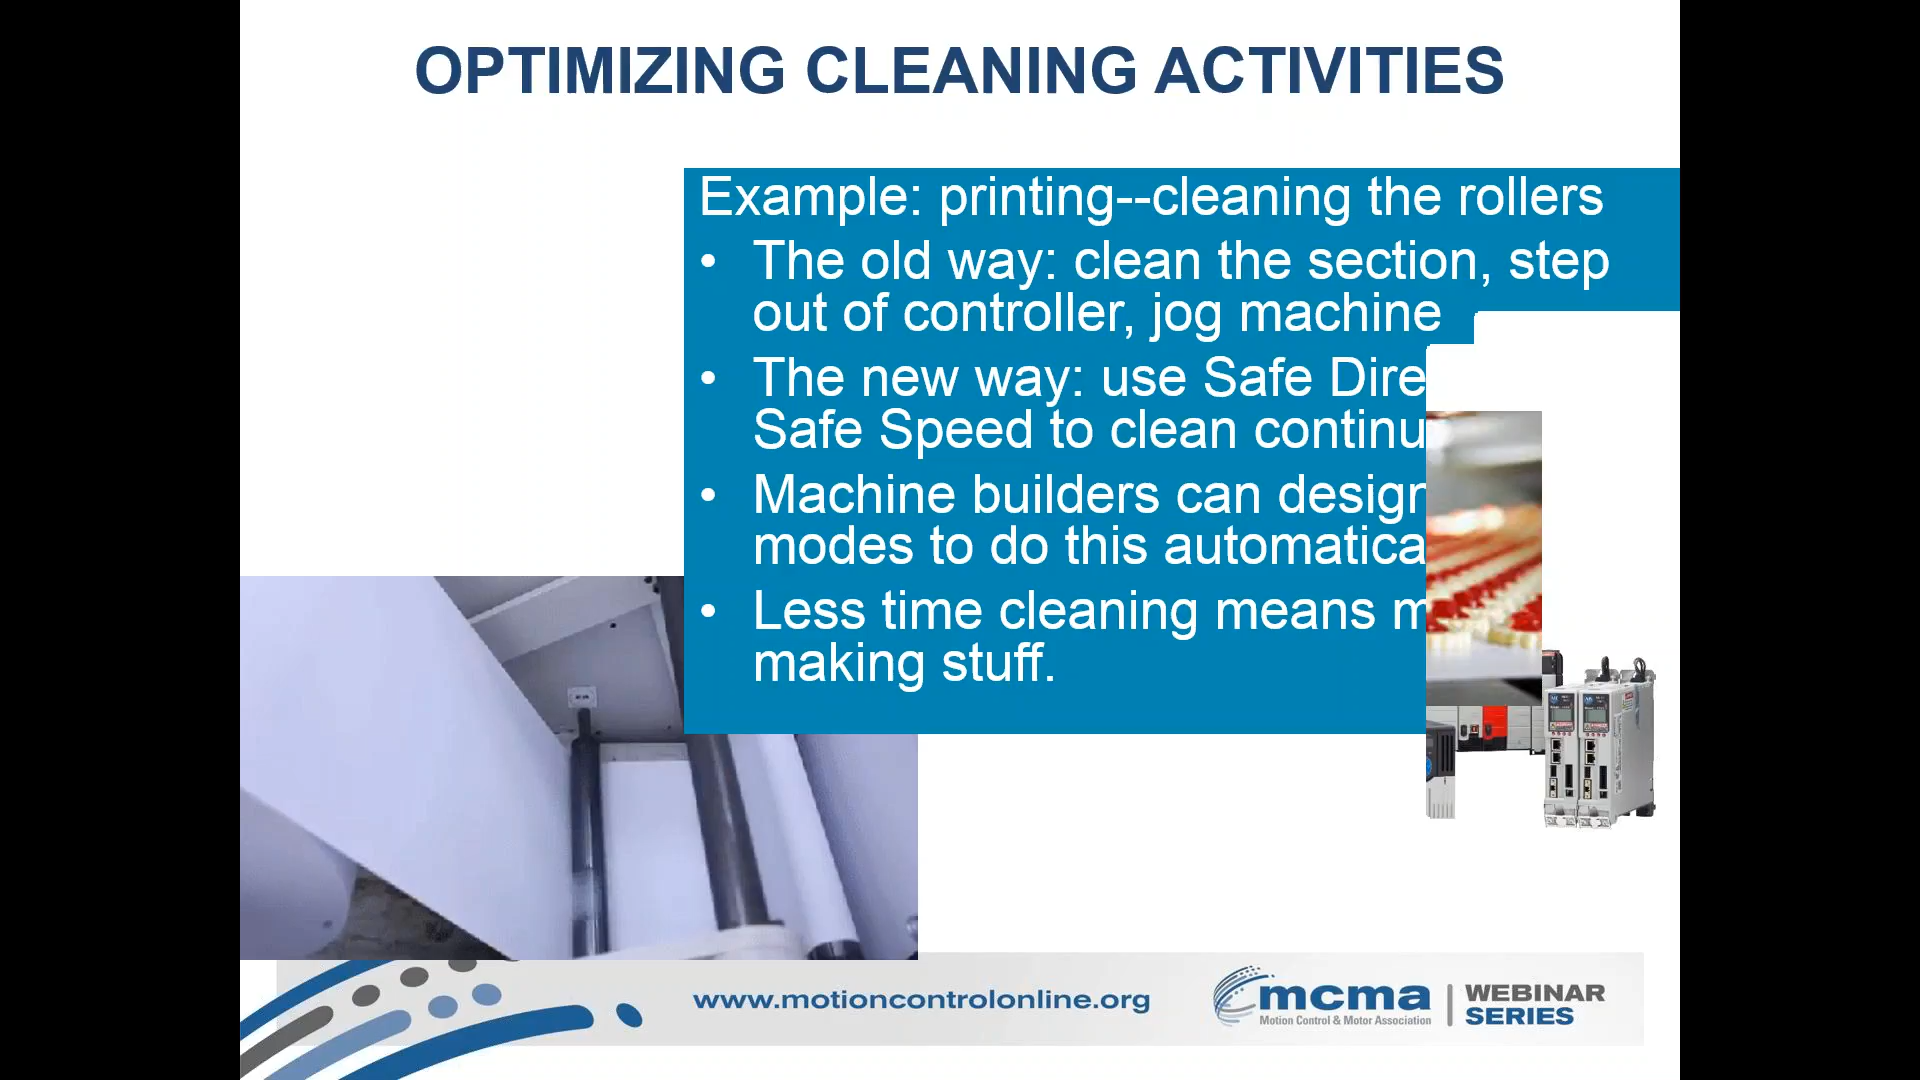 OPTIMIZING CLEANING ACTIVITIES
Example: printing--cleaning the rollers
• The old way: clean the section, step
out of controller, jog machine
• The new way: use Safe Dire
Safe Speed to clean continu
• Machine builders can design
modes to do this automatica
• Less time cleaning means m
making stuff.
www.motioncontrolonline.org
mcma
Motion Control & Motor Association
WEBINAR
SERIES